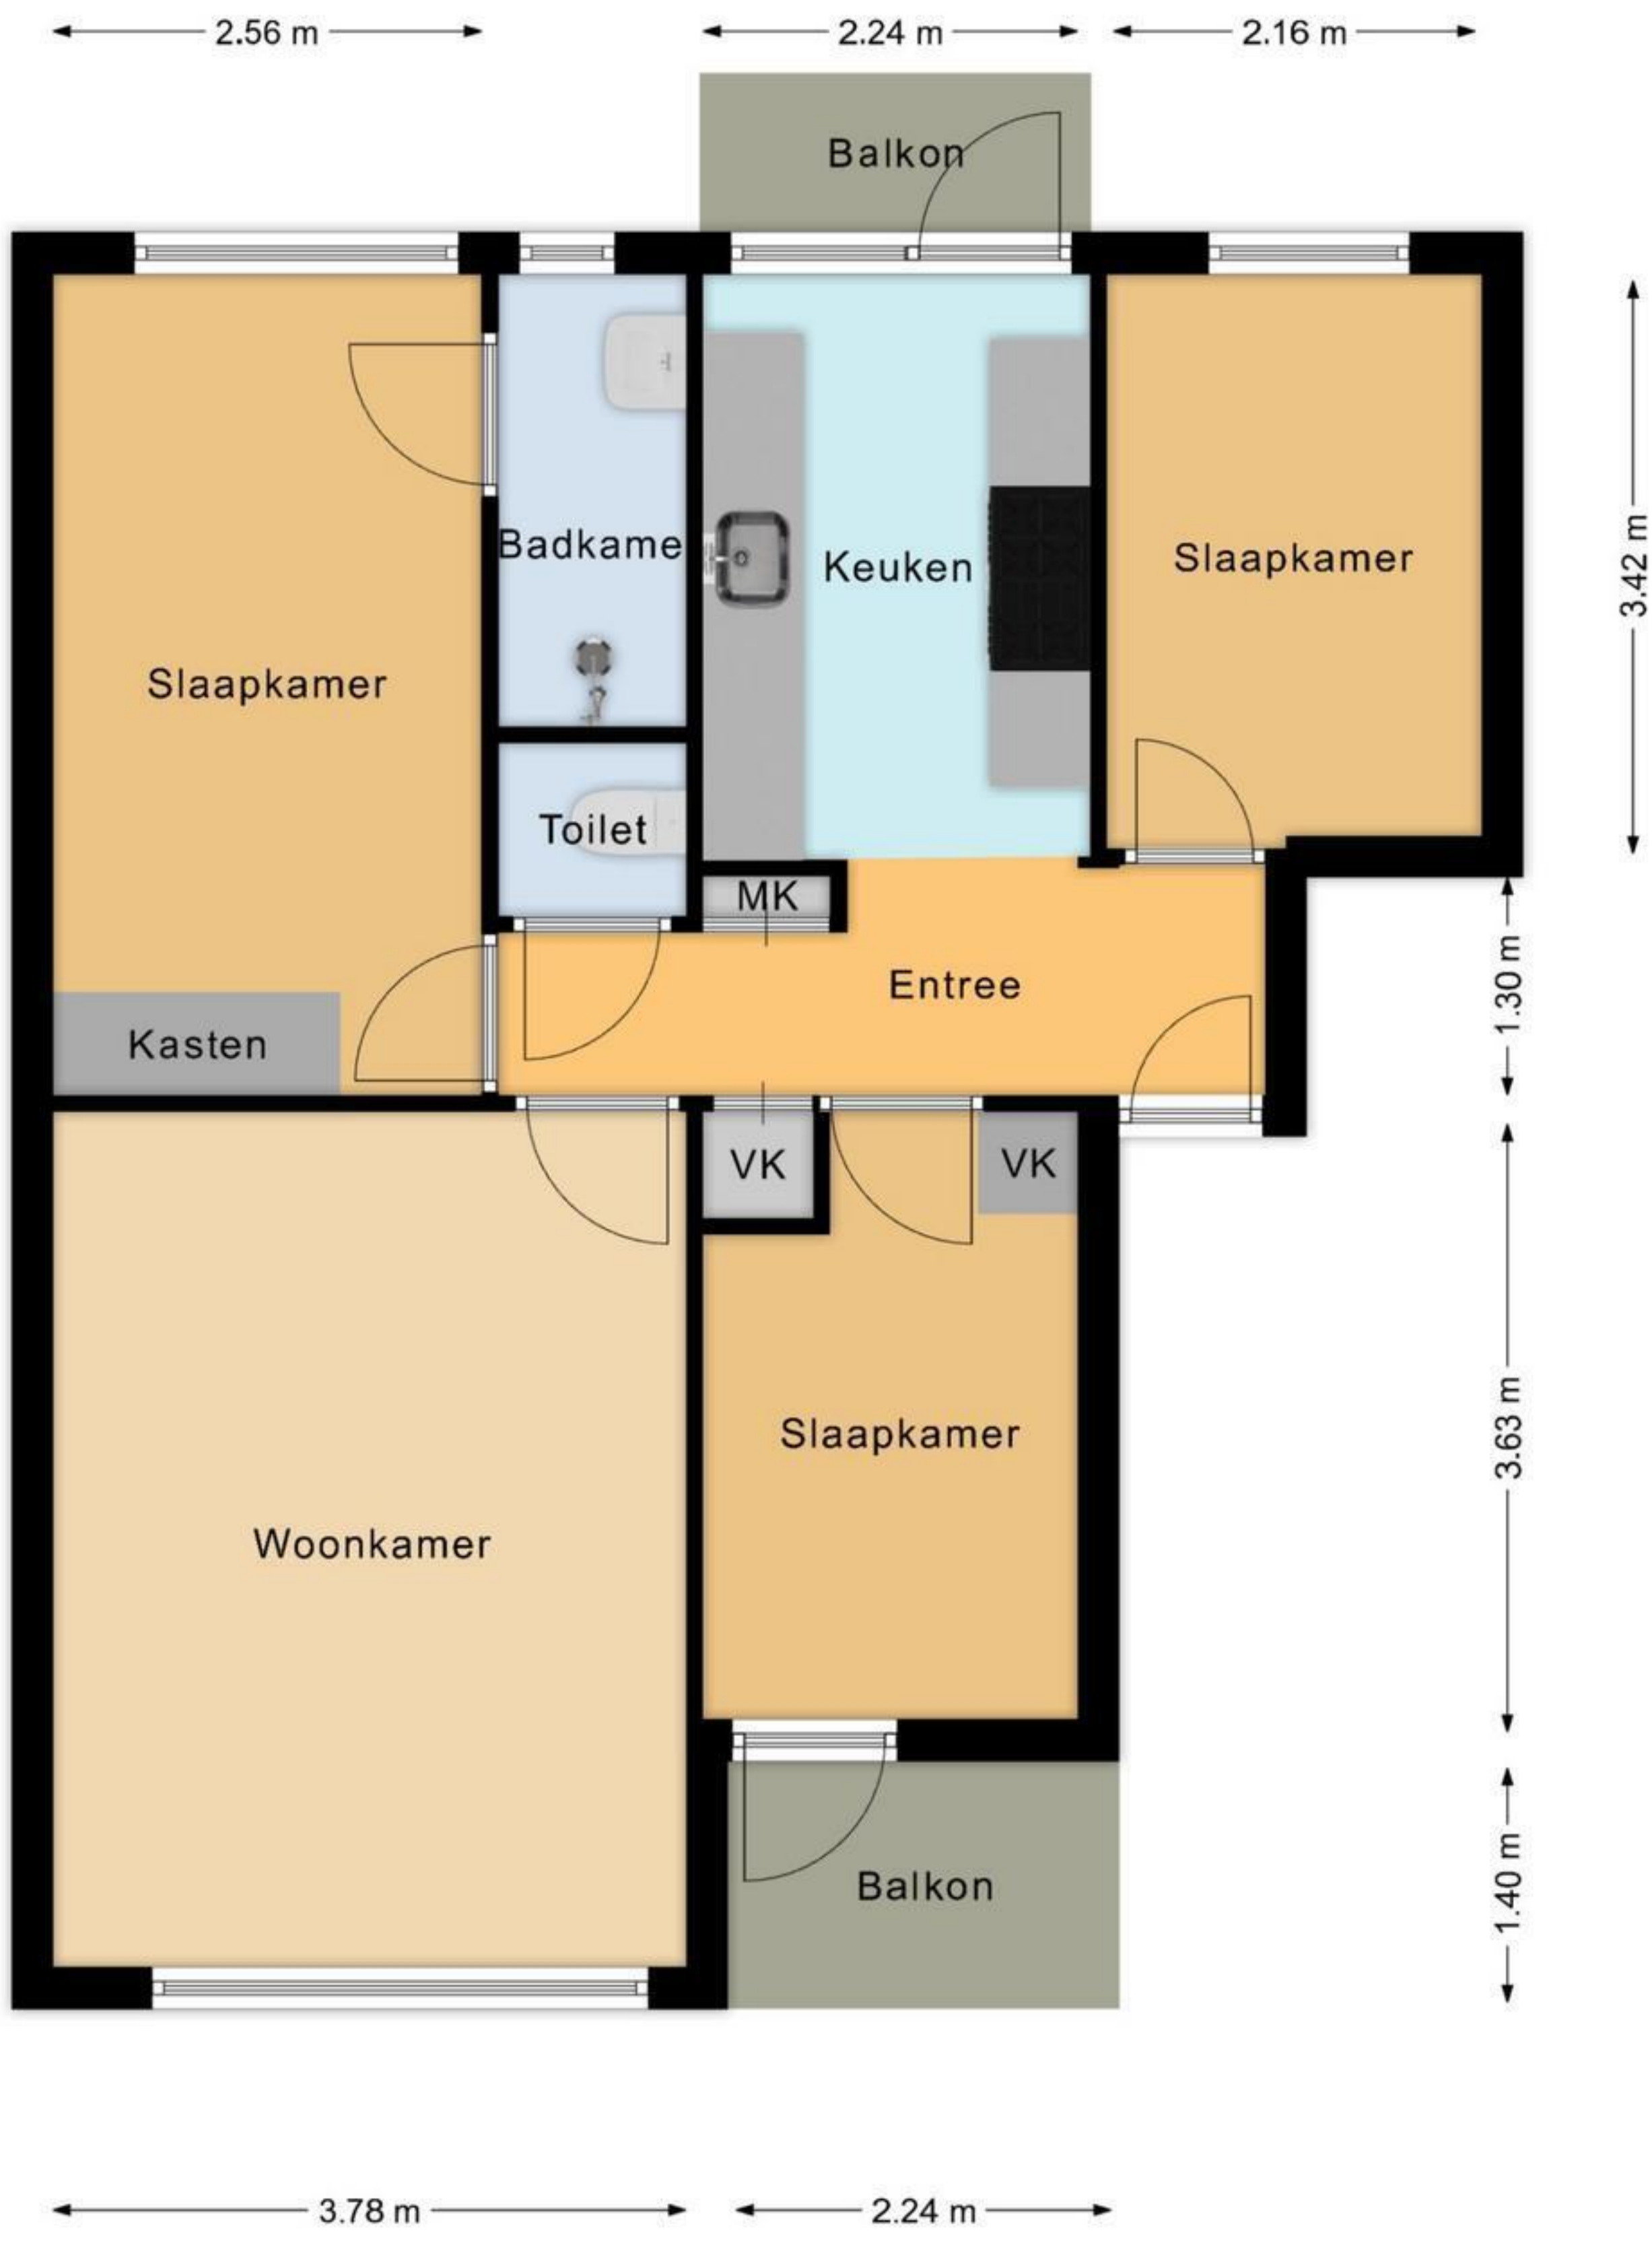 2.56 m
2.24 m
2.16 m
Balkon
3.42 m
Badkame
Keuken
Slaapkamer
Slaapkamer
Toilet
MK
Entree
1.30 m
Kasten
VK
VK
3.63 m
Slaapkamer
Woonkamer
1.40 m
Balkon
3.78 m
2.24 m